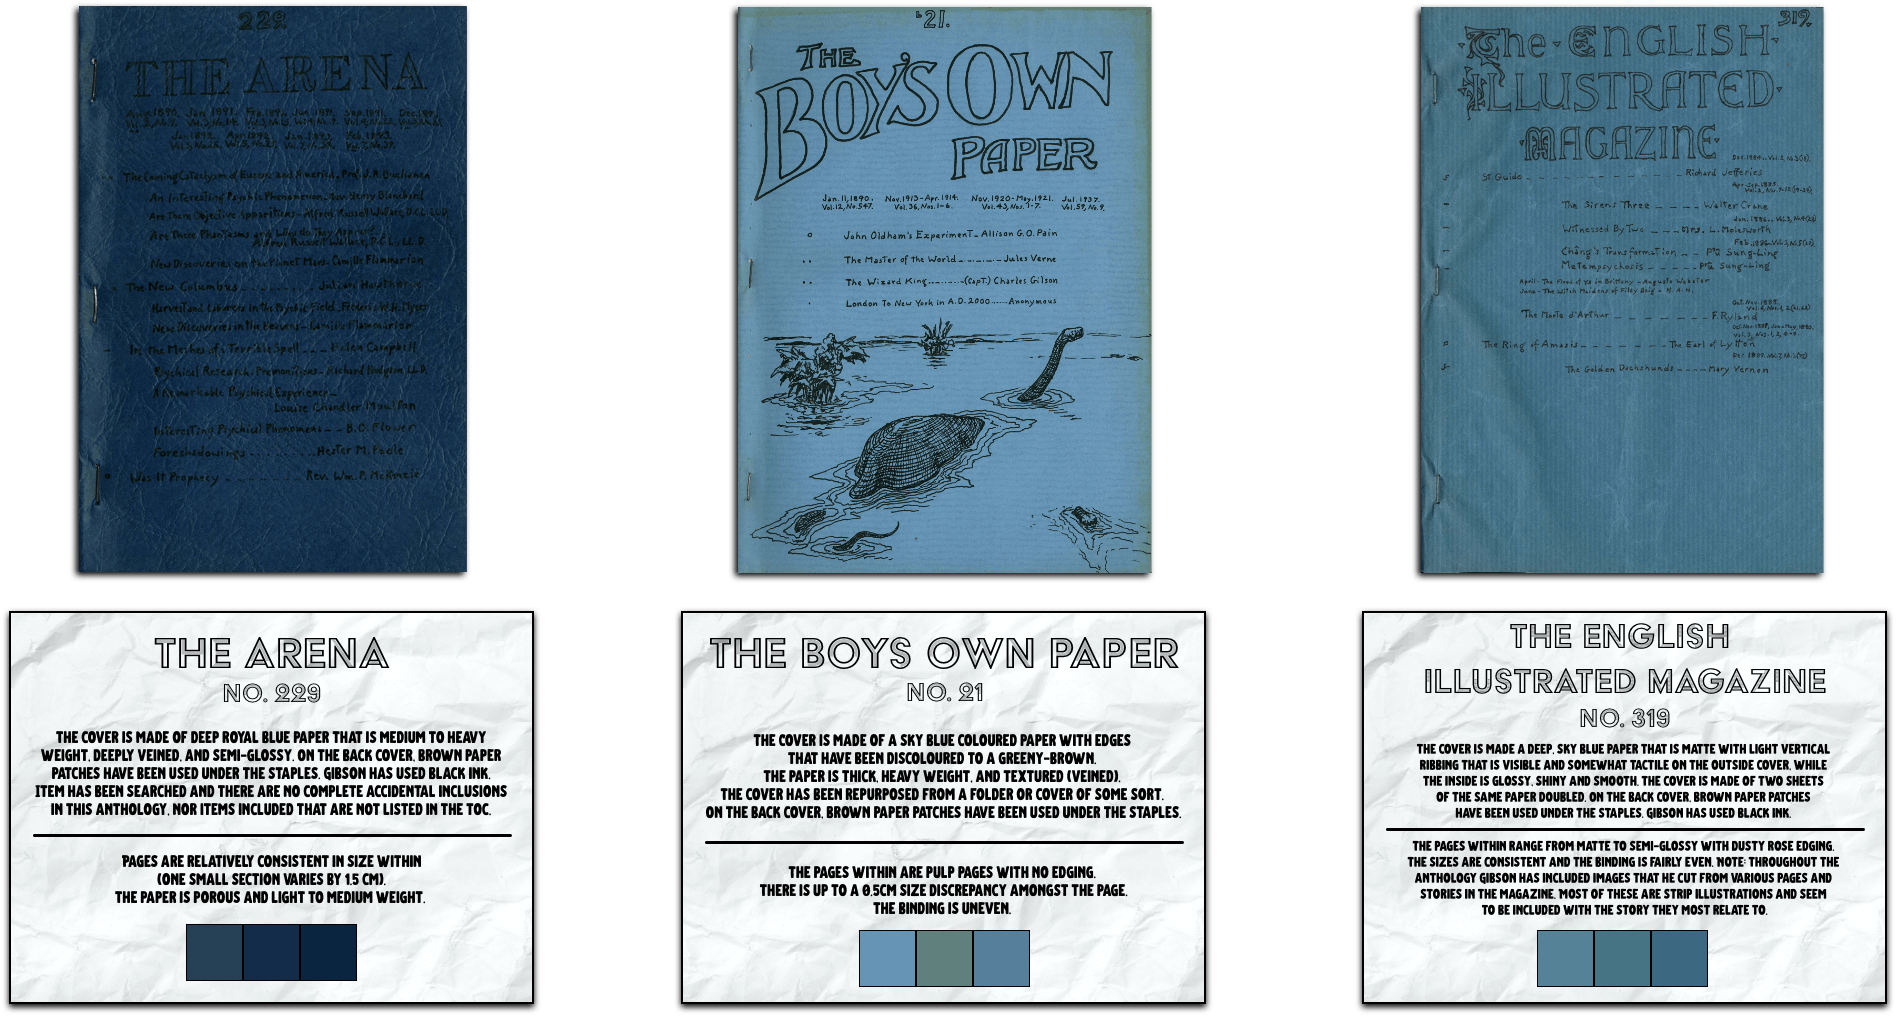 229.
THE ARENA
The Coming Cataclysm of Europe and America - Prof. J. R. Buchanan
An Interesting Psychic Phenomenon - Rev. Henry Blanchard
Are There Objective Apparitions - Alfred Russell Wallace, D.C.L., LL.D.
Are There Phantasms and Why do They Appear?
Alfred Russell Wallace, D.C.L., LL.D.
New Discoveries on the Planet Mars - Camille Flammarion
The New Columbus - Julian Hawthorne
New Discoveries in the Heavens - Camille Flammarion
In the Meshes of a Terrible Spell - Helen Campbell
Psychical Research, Premonitions - Richard Hodgson, LL.D.
A Remarkable Psychical Experience -
Louise Chandler Moulton
Interesting Psychical Phenomena - B.O. Flower
Foreshadowings - Hester M. Poole
Was It Prophecy - Rev. Wm. P. McKenzie
21.
THE
BOY'S OWN
PAPER
Jan. 11, 1890. Nov. 1913 - Apr. 1914. Nov. 1920 - May. 1921. Jul. 1937.
Vol. 12, No. 547. Vol. 36, Nos. 1-6. Vol. 43, Nos. 1-7. Vol. 59, No. 9.
John Oldham's Experiment - Allison G.O. Pain
The Master of the World - Jules Verne
The Wizard King - (Capt.) Charles Gilson
London To New York in A.D. 2000 - Anonymous
319.
The ENGLISH
ILLUSTRATED
MAGAZINE
St. Guido - Richard Jefferies
The Sirens Three - Walter Crane
Witnessed By Two - Mrs. L. Molesworth
Chang's Transformation - P'Q Sung-Ling
Metempsychosis - P'Q Sung-Ling
The Morte d'Arthur - F. Ryland
The Ring of Amasis - The Earl of Lytton
The Golden Dachshunds - Mary Vernon
THE ARENA
NO. 229
THE COVER IS MADE OF DEEP ROYAL BLUE PAPER THAT IS MEDIUM TO HEAVY
WEIGHT, DEEPLY VEINED, AND SEMI-GLOSSY. ON THE BACK COVER, BROWN PAPER
PATCHES HAVE BEEN USED UNDER THE STAPLES. GIBSON HAS USED BLACK INK.
ITEM HAS BEEN SEARCHED AND THERE ARE NO COMPLETE ACCIDENTAL INCLUSIONS
IN THIS ANTHOLOGY, NOR ITEMS INCLUDED THAT ARE NOT LISTED IN THE TOC.
PAGES ARE RELATIVELY CONSISTENT IN SIZE WITHIN
(ONE SMALL SECTION VARIES BY 1.5 CM).
THE PAPER IS POROUS AND LIGHT TO MEDIUM WEIGHT.
THE BOYS OWN PAPER
NO. 21
THE COVER IS MADE OF A SKY BLUE COLOURED PAPER WITH EDGES
THAT HAVE BEEN DISCOLOURED TO A GREENY-BROWN.
THE PAPER IS THICK, HEAVY WEIGHT, AND TEXTURED (VEINED).
THE COVER HAS BEEN REPURPOSED FROM A FOLDER OR COVER OF SOME SORT.
ON THE BACK COVER, BROWN PAPER PATCHES HAVE BEEN USED UNDER THE STAPLES.
THE PAGES WITHIN ARE PULP PAGES WITH NO EDGING.
THERE IS UP TO A 0.5CM SIZE DISCREPANCY AMONGST THE PAGE.
THE BINDING IS UNEVEN.
THE ENGLISH
ILLUSTRATED MAGAZINE
NO. 319
THE COVER IS MADE A DEEP, SKY BLUE PAPER THAT IS MATTE WITH LIGHT VERTICAL
RIBBING THAT IS VISIBLE AND SOMEWHAT TACTILE ON THE OUTSIDE COVER, WHILE
THE INSIDE IS GLOSSY, SHINY AND SMOOTH. THE COVER IS MADE OF TWO SHEETS
OF THE SAME PAPER DOUBLED. ON THE BACK COVER, BROWN PAPER PATCHES
HAVE BEEN USED UNDER THE STAPLES. GIBSON HAS USED BLACK INK.
THE PAGES WITHIN RANGE FROM MATTE TO SEMI-GLOSSY WITH DUSTY ROSE EDGING.
THE SIZES ARE CONSISTENT AND THE BINDING IS FAIRLY EVEN. NOTE: THROUGHOUT THE
ANTHOLOGY GIBSON HAS INCLUDED IMAGES THAT HE CUT FROM VARIOUS PAGES AND
STORIES IN THE MAGAZINE. MOST OF THESE ARE STRIP ILLUSTRATIONS AND SEEM
TO BE INCLUDED WITH THE STORY THEY MOST RELATE TO.